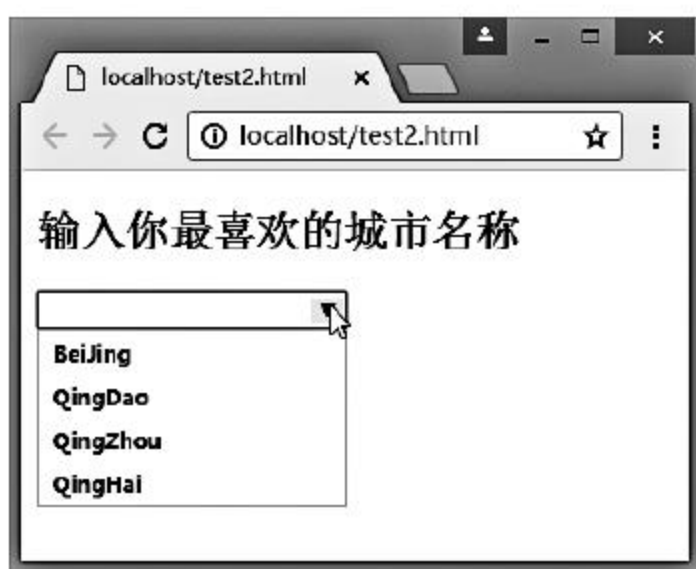 localhost/test2.html
localhost/test2.html
输入你最喜欢的城市名称
BeiJing
QingDao
QingZhou
QingHai